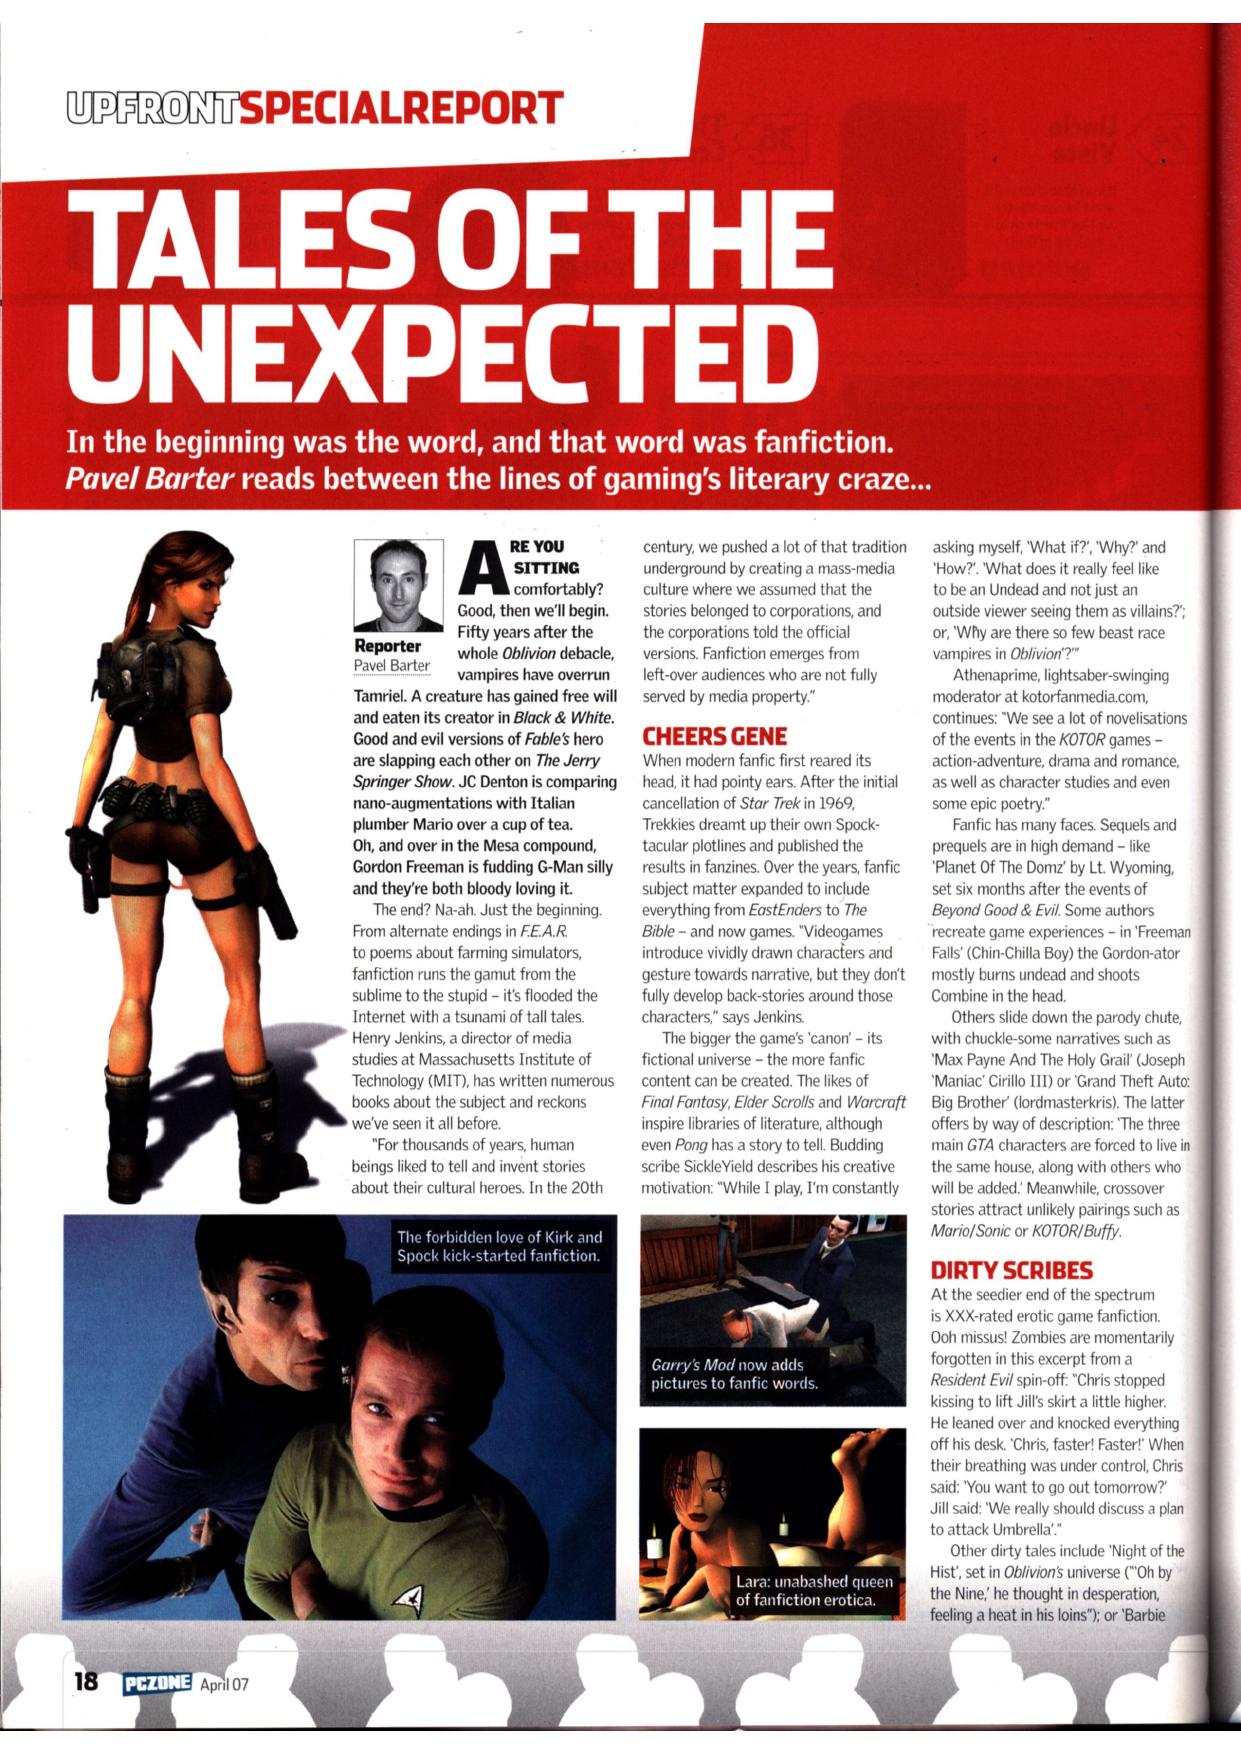 UPFRONTSPECIALREPORT
TALES OF THE
UNEXPECTED
In the beginning was the word, and that word was fanfiction.
Pavel Barter reads between the lines of gaming's literary craze...
Reporter
Pavel Barter
ARE YOU
SITTING
comfortably?
Good, then we'll begin.
Fifty years after the
whole Oblivion debacle,
vampires have overrun
Tamriel. A creature has gained free will
and eaten its creator in Black & White.
Good and evil versions of Fable's hero
are slapping each other on The Jerry
Springer Show. JC Denton is comparing
nano-augmentations with Italian
plumber Mario over a cup of tea.
Oh, and over in the Mesa compound,
Gordon Freeman is fudding G-Man silly
and they're both bloody loving it.
The end? Na-ah. Just the beginning.
From alternate endings in F.E.A.R.
to poems about farming simulators,
fanfiction runs the gamut from the
sublime to the stupid – it's flooded the
Internet with a tsunami of tall tales.
Henry Jenkins, a director of media
studies at Massachusetts Institute of
Technology (MIT), has written numerous
books about the subject and reckons
we've seen it all before.
"For thousands of years, human
beings liked to tell and invent stories
about their cultural heroes. In the 20th
century, we pushed a lot of that tradition
underground by creating a mass-media
culture where we assumed that the
stories belonged to corporations, and
the corporations told the official
versions. Fanfiction emerges from
left-over audiences who are not fully
served by media property."
CHEERS GENE
When modern fanfic first reared its
head, it had pointy ears. After the initial
cancellation of Star Trek in 1969,
Trekkies dreamt up their own Spock-
tacular plotlines and published the
results in fanzines. Over the years, fanfic
subject matter expanded to include
everything from EastEnders to The
Bible – and now games. "Videogames
introduce vividly drawn characters and
gesture towards narrative, but they don't
fully develop back-stories around those
characters," says Jenkins.
The bigger the game's 'canon' – its
fictional universe – the more fanfic
content can be created. The likes of
Final Fantasy, Elder Scrolls and Warcraft
inspire libraries of literature, although
even Pong has a story to tell. Budding
scribe SickleYield describes his creative
motivation: "While I play, I'm constantly
asking myself, 'What if?', 'Why?' and
'How?'. 'What does it really feel like
to be an Undead and not just an
outside viewer seeing them as villains?';
or, 'Why are there so few beast race
vampires in Oblivion'?'"
Athenaprime, lightsaber-swinging
moderator at kotorfanmedia.com,
continues: "We see a lot of novelisations
of the events in the KOTOR games –
action-adventure, drama and romance,
as well as character studies and even
some epic poetry."
Fanfic has many faces. Sequels and
prequels are in high demand – like
'Planet Of The Domz' by Lt. Wyoming,
set six months after the events of
Beyond Good & Evil. Some authors
recreate game experiences – in 'Freeman
Falls' (Chin-Chilla Boy) the Gordon-ator
mostly burns undead and shoots
Combine in the head.
Others slide down the parody chute,
with chuckle-some narratives such as
'Max Payne And The Holy Grail' (Joseph
'Maniac' Cirillo III) or 'Grand Theft Auto:
Big Brother' (lordmasterkris). The latter
offers by way of description: 'The three
main GTA characters are forced to live in
the same house, along with others who
will be added.' Meanwhile, crossover
stories attract unlikely pairings such as
Mario/Sonic or KOTOR/Buffy.
DIRTY SCRIBES
At the seedier end of the spectrum
is XXX-rated erotic game fanfiction.
Ooh missus! Zombies are momentarily
forgotten in this excerpt from a
Resident Evil spin-off: "Chris stopped
kissing to lift Jill's skirt a little higher.
He leaned over and knocked everything
off his desk. 'Chris, faster! Faster!' When
their breathing was under control, Chris
said: 'You want to go out tomorrow?'
Jill said: 'We really should discuss a plan
to attack Umbrella'."
Other dirty tales include 'Night of the
Hist', set in Oblivion's universe ("'Oh by
the Nine,' he thought in desperation,
feeling a heat in his loins"); or 'Barbie
The forbidden love of Kirk and
Spock kick-started fanfiction.
Garry's Mod now adds
pictures to fanfic words.
Lara: unabashed queen
of fanfiction erotica.
18 PCZONE April 07